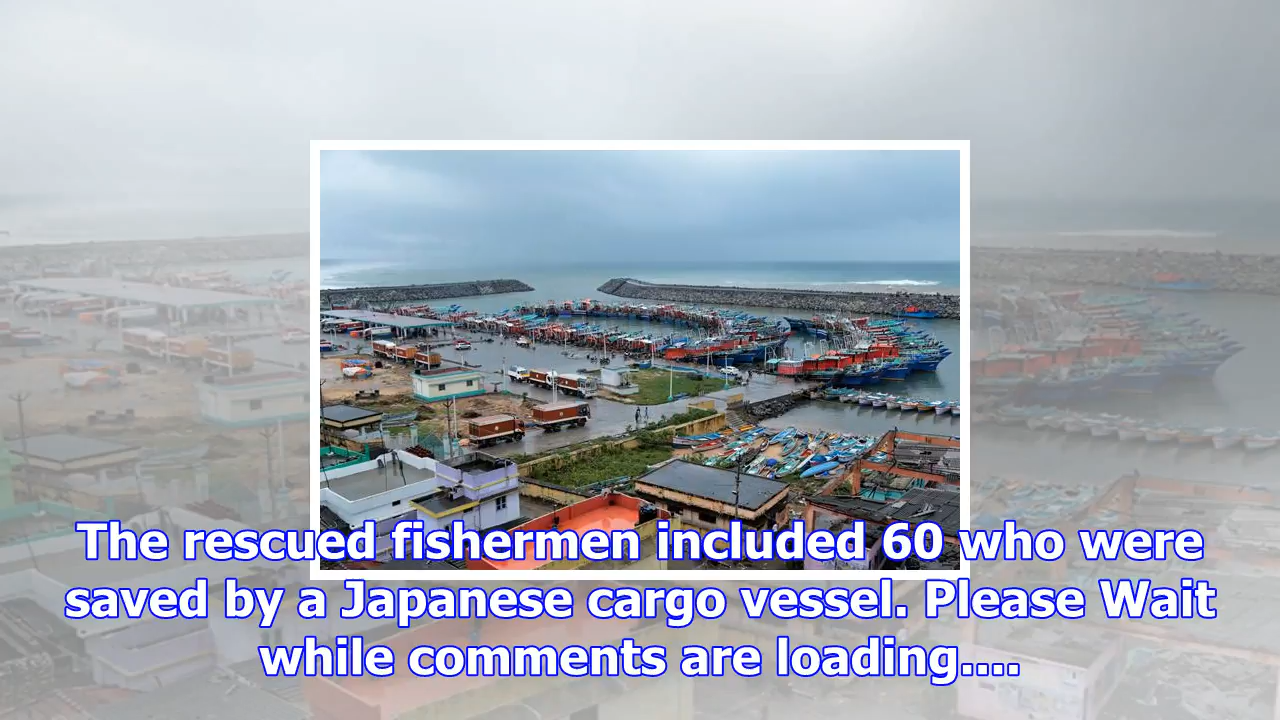 The rescued fishermen included 60 who were
saved by a Japanese cargo vessel. Please Wait
while comments are loading....